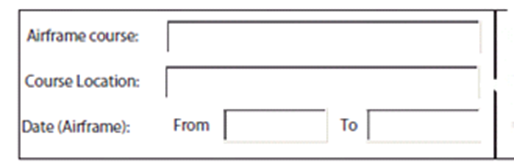 Airframe course:
Course Location:
Date (Airframe): From To